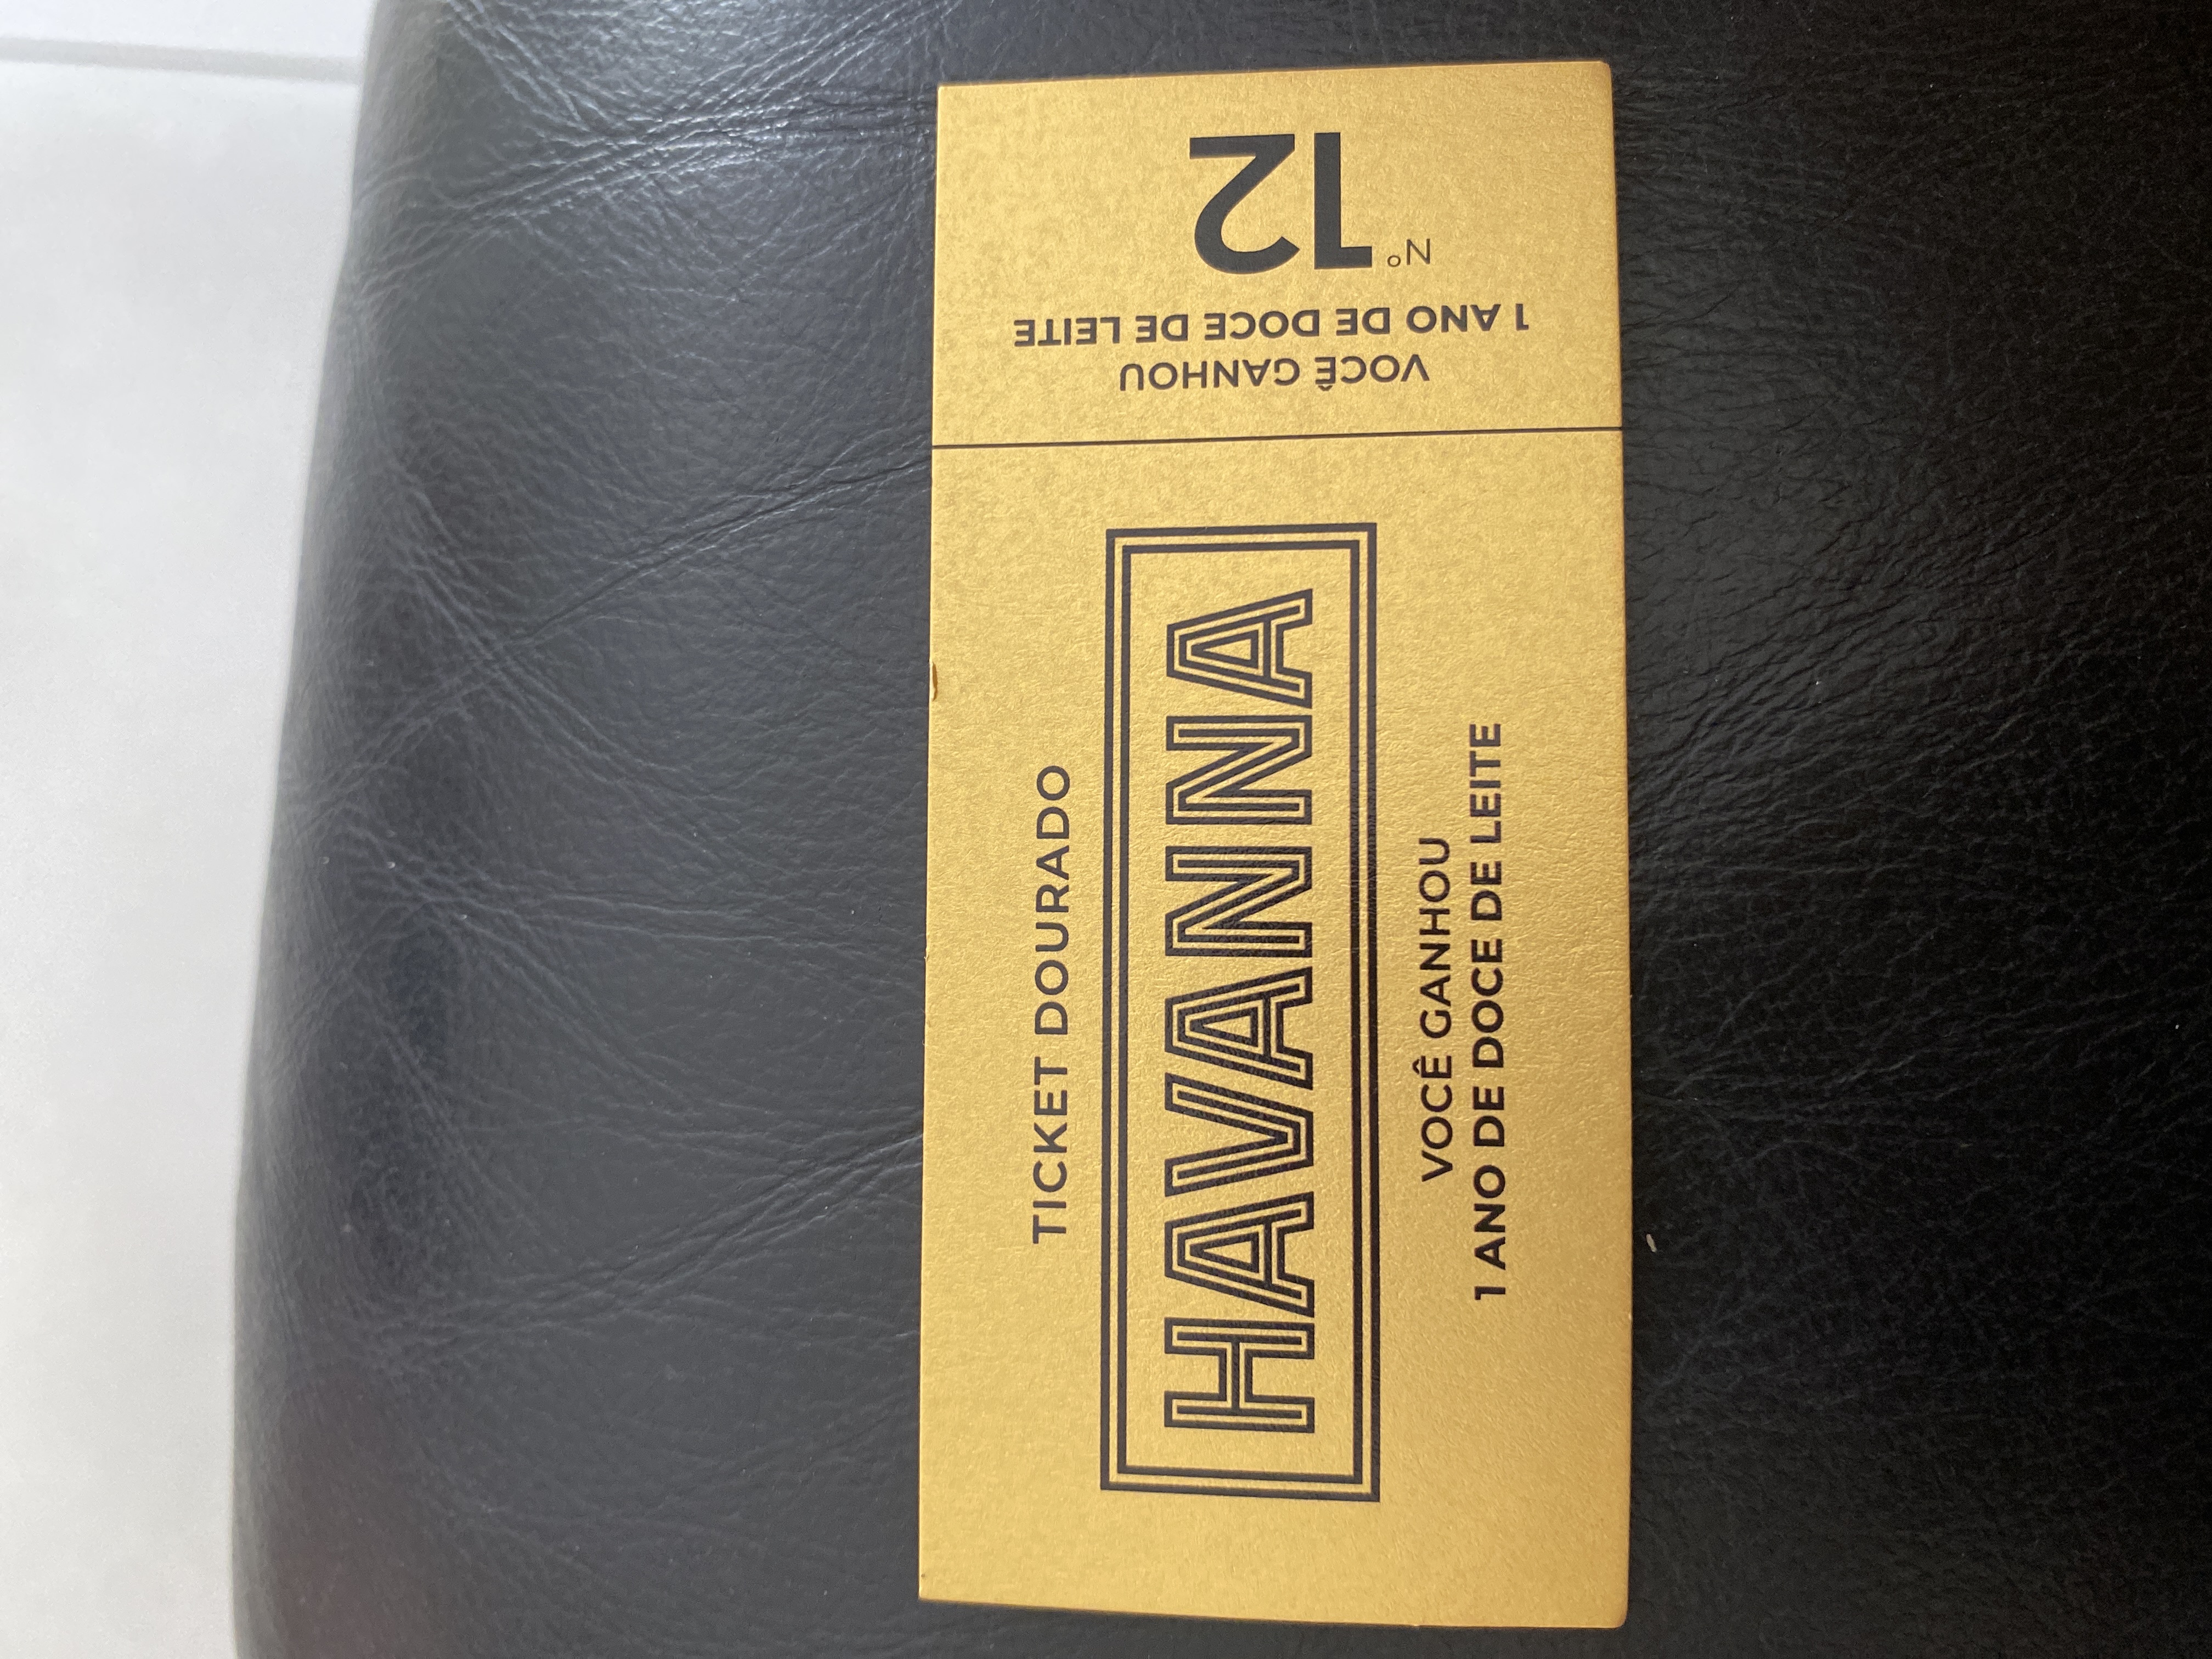 TICKET DOURADO
HAVANNA
VOCÊ GANHOU
1 ANO DE DOCE DE LEITE
VOCÊ GANHOU
1 ANO DE DOCE DE LEITE
Nº 12